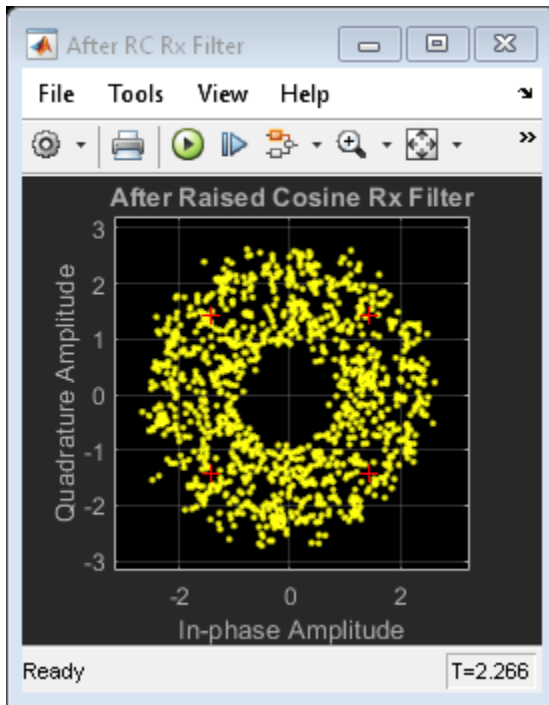 After RC Rx Filter
File Tools View Help
After Raised Cosine Rx Filter
Quadrature Amplitude
3
2
1
0
-1
-2
-3
-2 0 2
In-phase Amplitude
Ready T=2.266